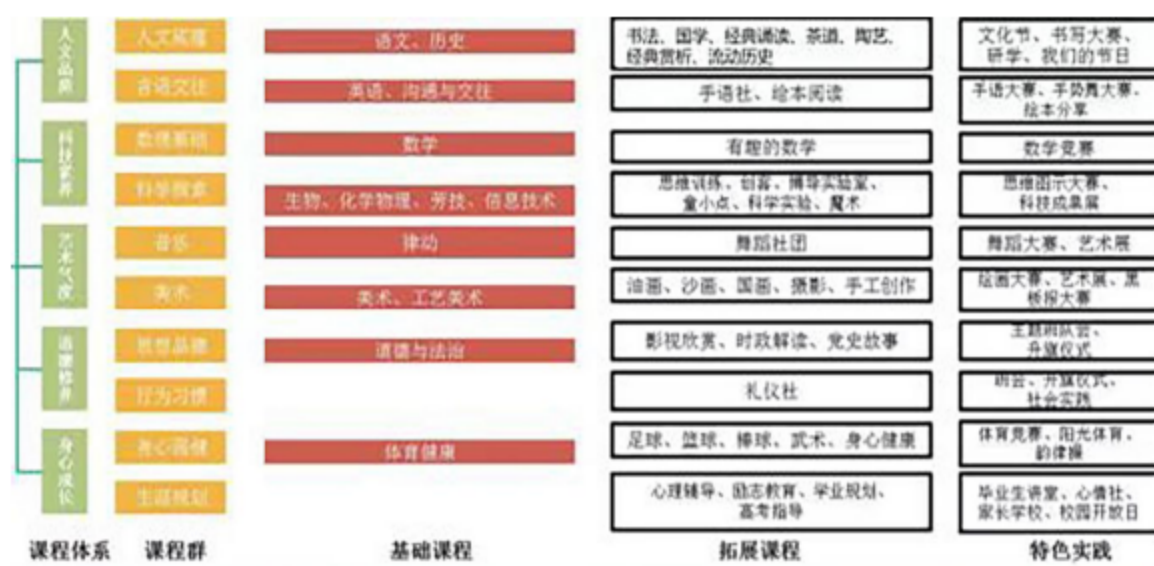 人文品质
人文底蕴
语文、历史
书法、国学、经典诵读、茶道、陶艺、
经典赏析、流动历史
文化节、书写大赛、
研学、我们的节日
言语交往
英语、沟通与交往
手语社、绘本阅读
手语大赛、手势舞大赛、
绘本分享
科技素养
数理基础
数学
有趣的数学
数学竞赛
科学探索
生物、化学物理、劳技、信息技术
思维训练、创客、博导实验室、
童小点、科学实验、魔术
思维图示大赛、
科技成果展
艺术气度
音乐
律动
舞蹈社团
舞蹈大赛、艺术展
美术
美术、工艺美术
油画、沙画、国画、摄影、手工创作
绘画大赛、艺术展、黑
板报大赛
道德修养
思想品德
道德与法治
影视欣赏、时政解读、党史故事
主题班队会、
升旗仪式
行为习惯
礼仪社
班会、升旗仪式、
社会实践
身心成长
身心康健
体育健康
足球、篮球、棒球、武术、身心健康
体育竞赛、阳光体育、
韵律操
生涯规划
心理辅导、励志教育、学业规划、
高考指导
毕业生讲堂、心情社、
家长学校、校园开放日
课程体系
课程群
基础课程
拓展课程
特色实践